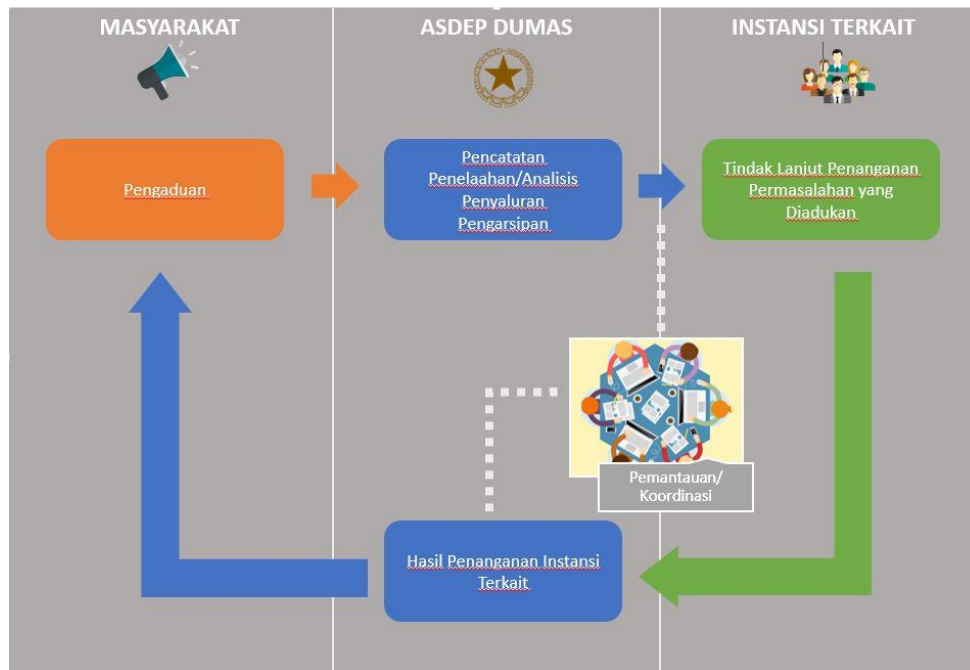 MASYARAKAT
ASDEP DUMAS
INSTANSI TERKAIT
Pengaduan
Pencatatan
Penelaahan/Analisis
Penyaluran
Pengarsipan
Tindak Lanjut Penanganan
Permasalahan yang
Diadukan
Pemantauan/
Koordinasi
Hasil Penanganan Instansi
Terkait